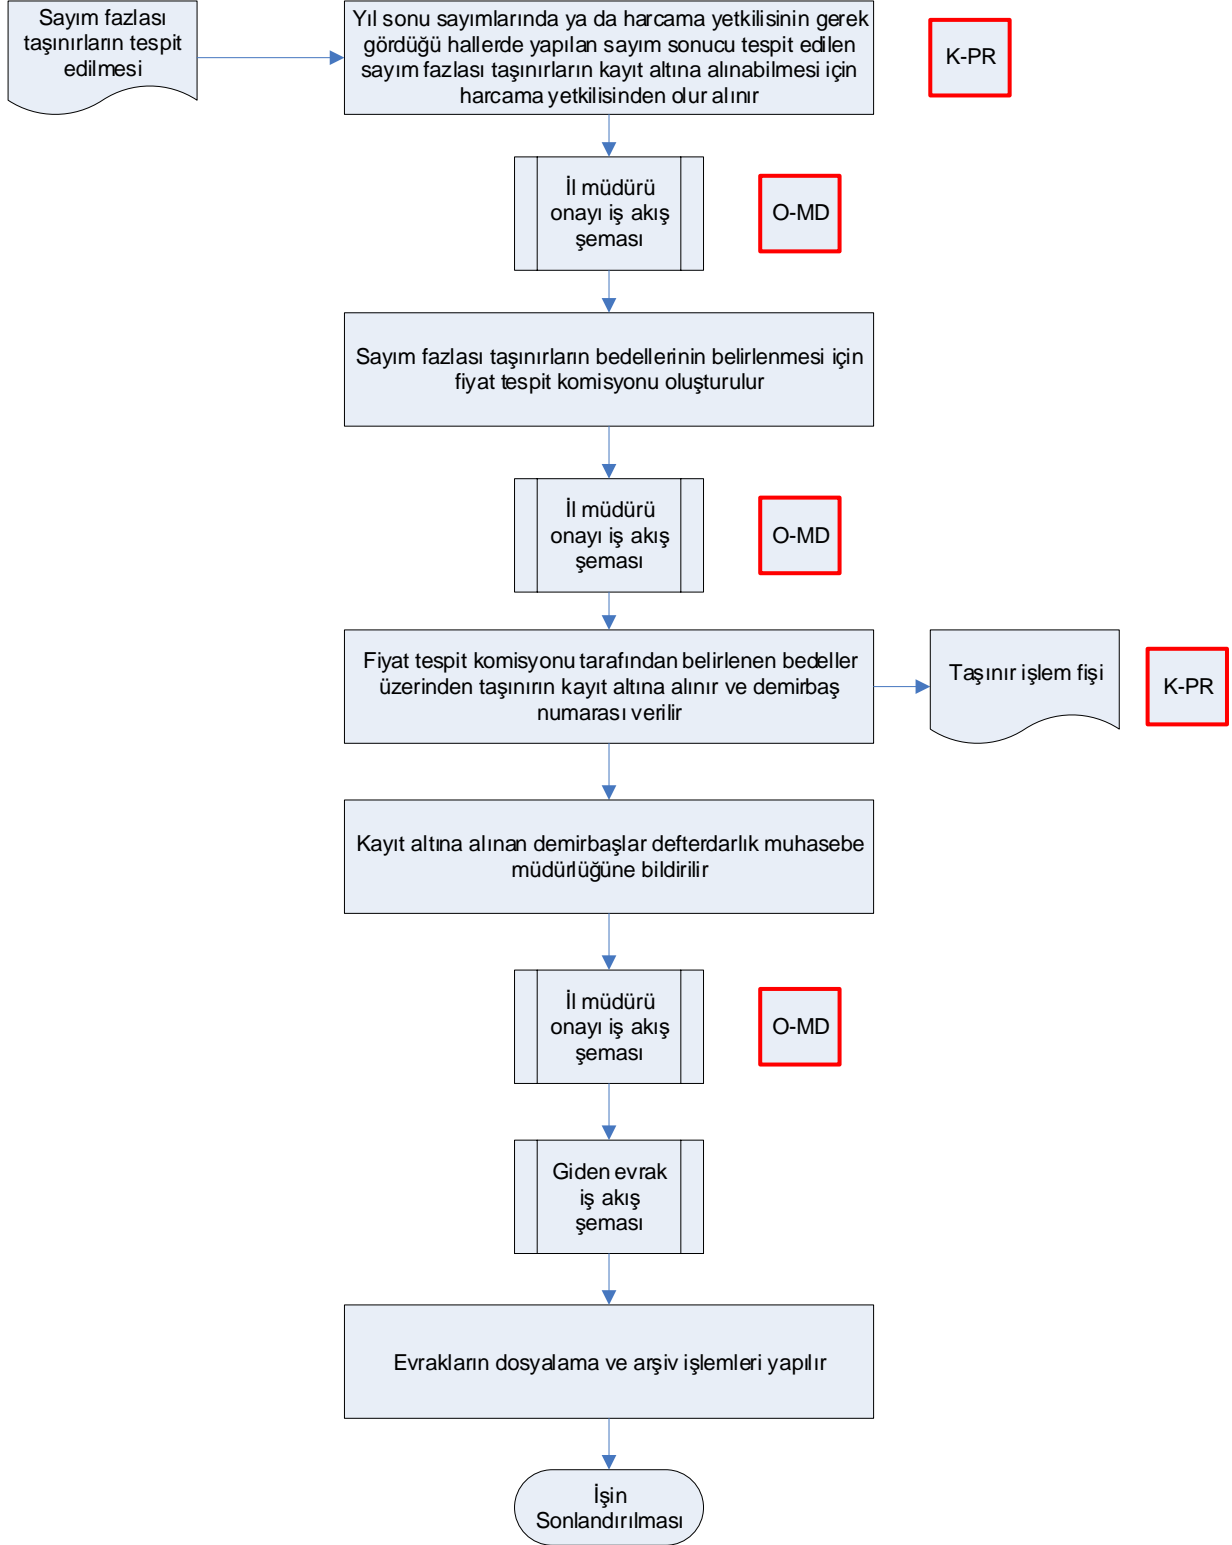 Sayım fazlası
taşınırların tespit
edilmesi
Yıl sonu sayımlarında ya da harcama yetkilisinin gerek
gördüğü hallerde yapılan sayım sonucu tespit edilen
sayım fazlası taşınırların kayıt altına alınabilmesi için
harcama yetkilisinden olur alınır
K-PR
İl müdürü
onayı iş akış
şeması
O-MD
Sayım fazlası taşınırların bedellerinin belirlenmesi için
fiyat tespit komisyonu oluşturulur
İl müdürü
onayı iş akış
şeması
O-MD
Fiyat tespit komisyonu tarafından belirlenen bedeller
üzerinden taşınırın kayıt altına alınır ve demirbaş
numarası verilir
Taşınır işlem fişi
K-PR
Kayıt altına alınan demirbaşlar defterdarlık muhasebe
müdürlüğüne bildirilir
İl müdürü
onayı iş akış
şeması
O-MD
Giden evrak
iş akış
şeması
Evrakların dosyalama ve arşiv işlemleri yapılır
İşin
Sonlandırılması